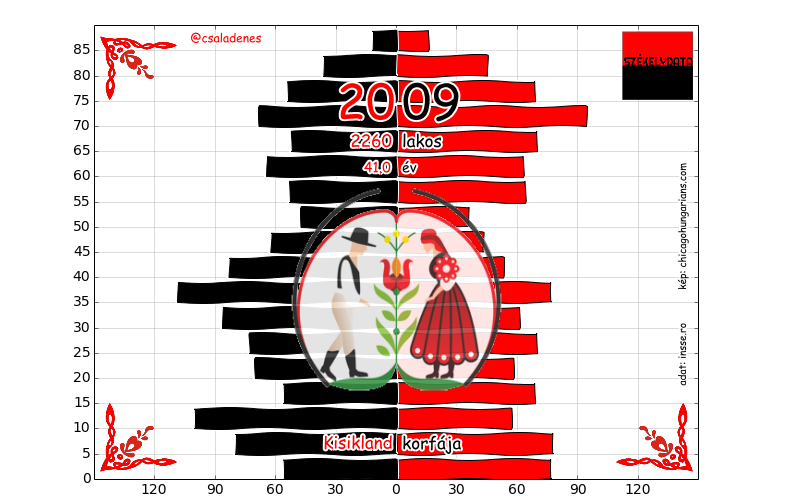 @csaladenes
SZÉKELYDATA
2009
2260 lakos
41,0 év
kép: chicagohungarians.com
adat: insse.ro
Kisikland korfája
85
80
75
70
65
60
55
50
45
40
35
30
25
20
15
10
5
0
120 90 60 30 0 30 60 90 120